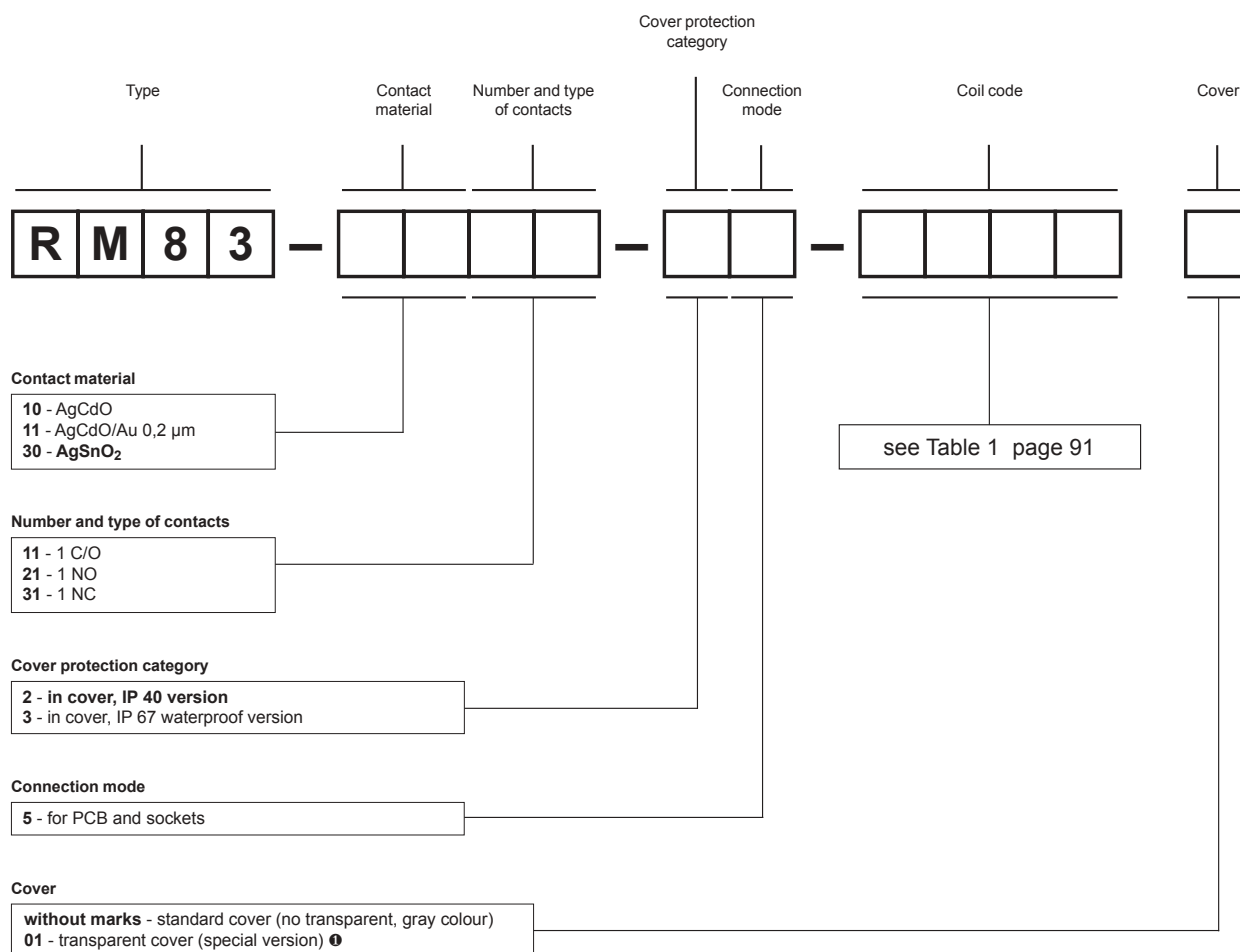 Cover protection
category
Type
Contact
material
Number and type
of contacts
Connection
mode
Coil code
Cover
R M 8 3 – – –
Contact material
10 - AgCdO
11 - AgCdO/Au 0,2 µm
30 - AgSnO₂
see Table 1 page 91
Number and type of contacts
11 - 1 C/O
21 - 1 NO
31 - 1 NC
Cover protection category
2 - in cover, IP 40 version
3 - in cover, IP 67 waterproof version
Connection mode
5 - for PCB and sockets
Cover
without marks - standard cover (no transparent, gray colour)
01 - transparent cover (special version) ❶